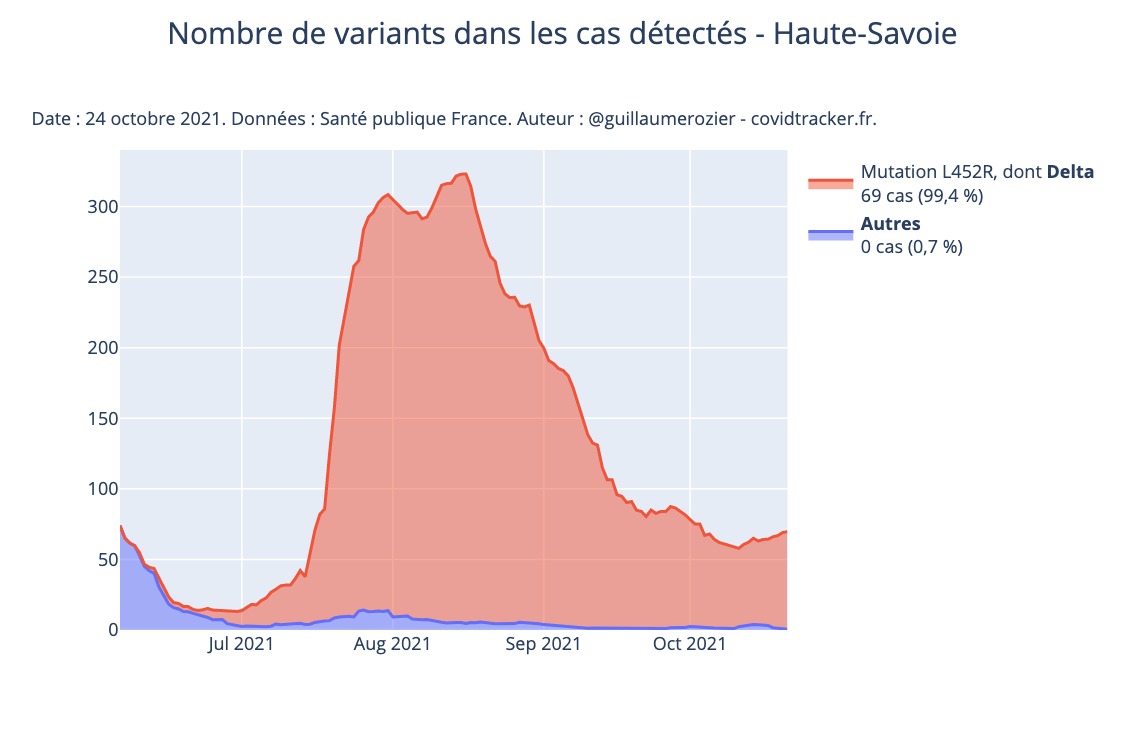 Nombre de variants dans les cas détectés - Haute-Savoie
Date : 24 octobre 2021. Données : Santé publique France. Auteur : @guillaumerozier - covidtracker.fr.
Mutation L452R, dont Delta
69 cas (99,4 %)
Autres
0 cas (0,7 %)
300
250
200
150
100
50
0
Jul 2021 Aug 2021 Sep 2021 Oct 2021